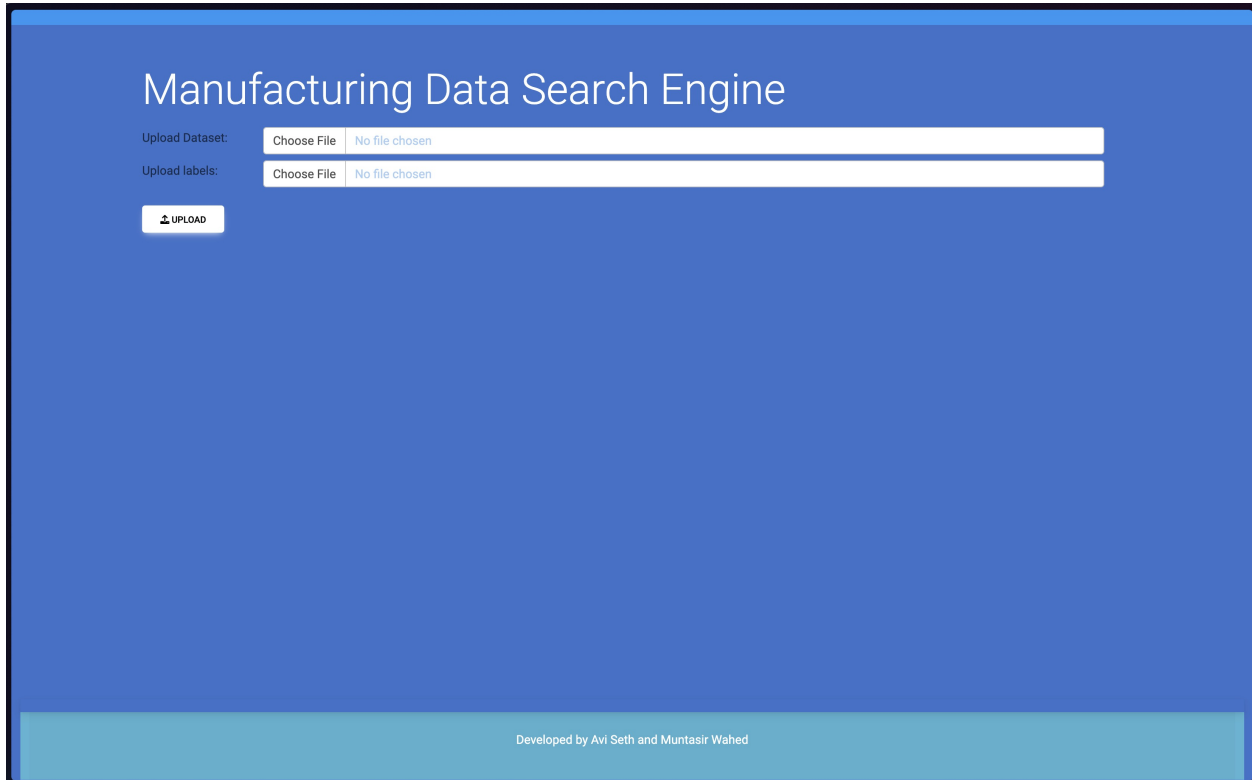 Manufacturing Data Search Engine
Upload Dataset: Choose File No file chosen
Upload labels: Choose File No file chosen
UPLOAD
Developed by Avi Seth and Muntasir Wahed